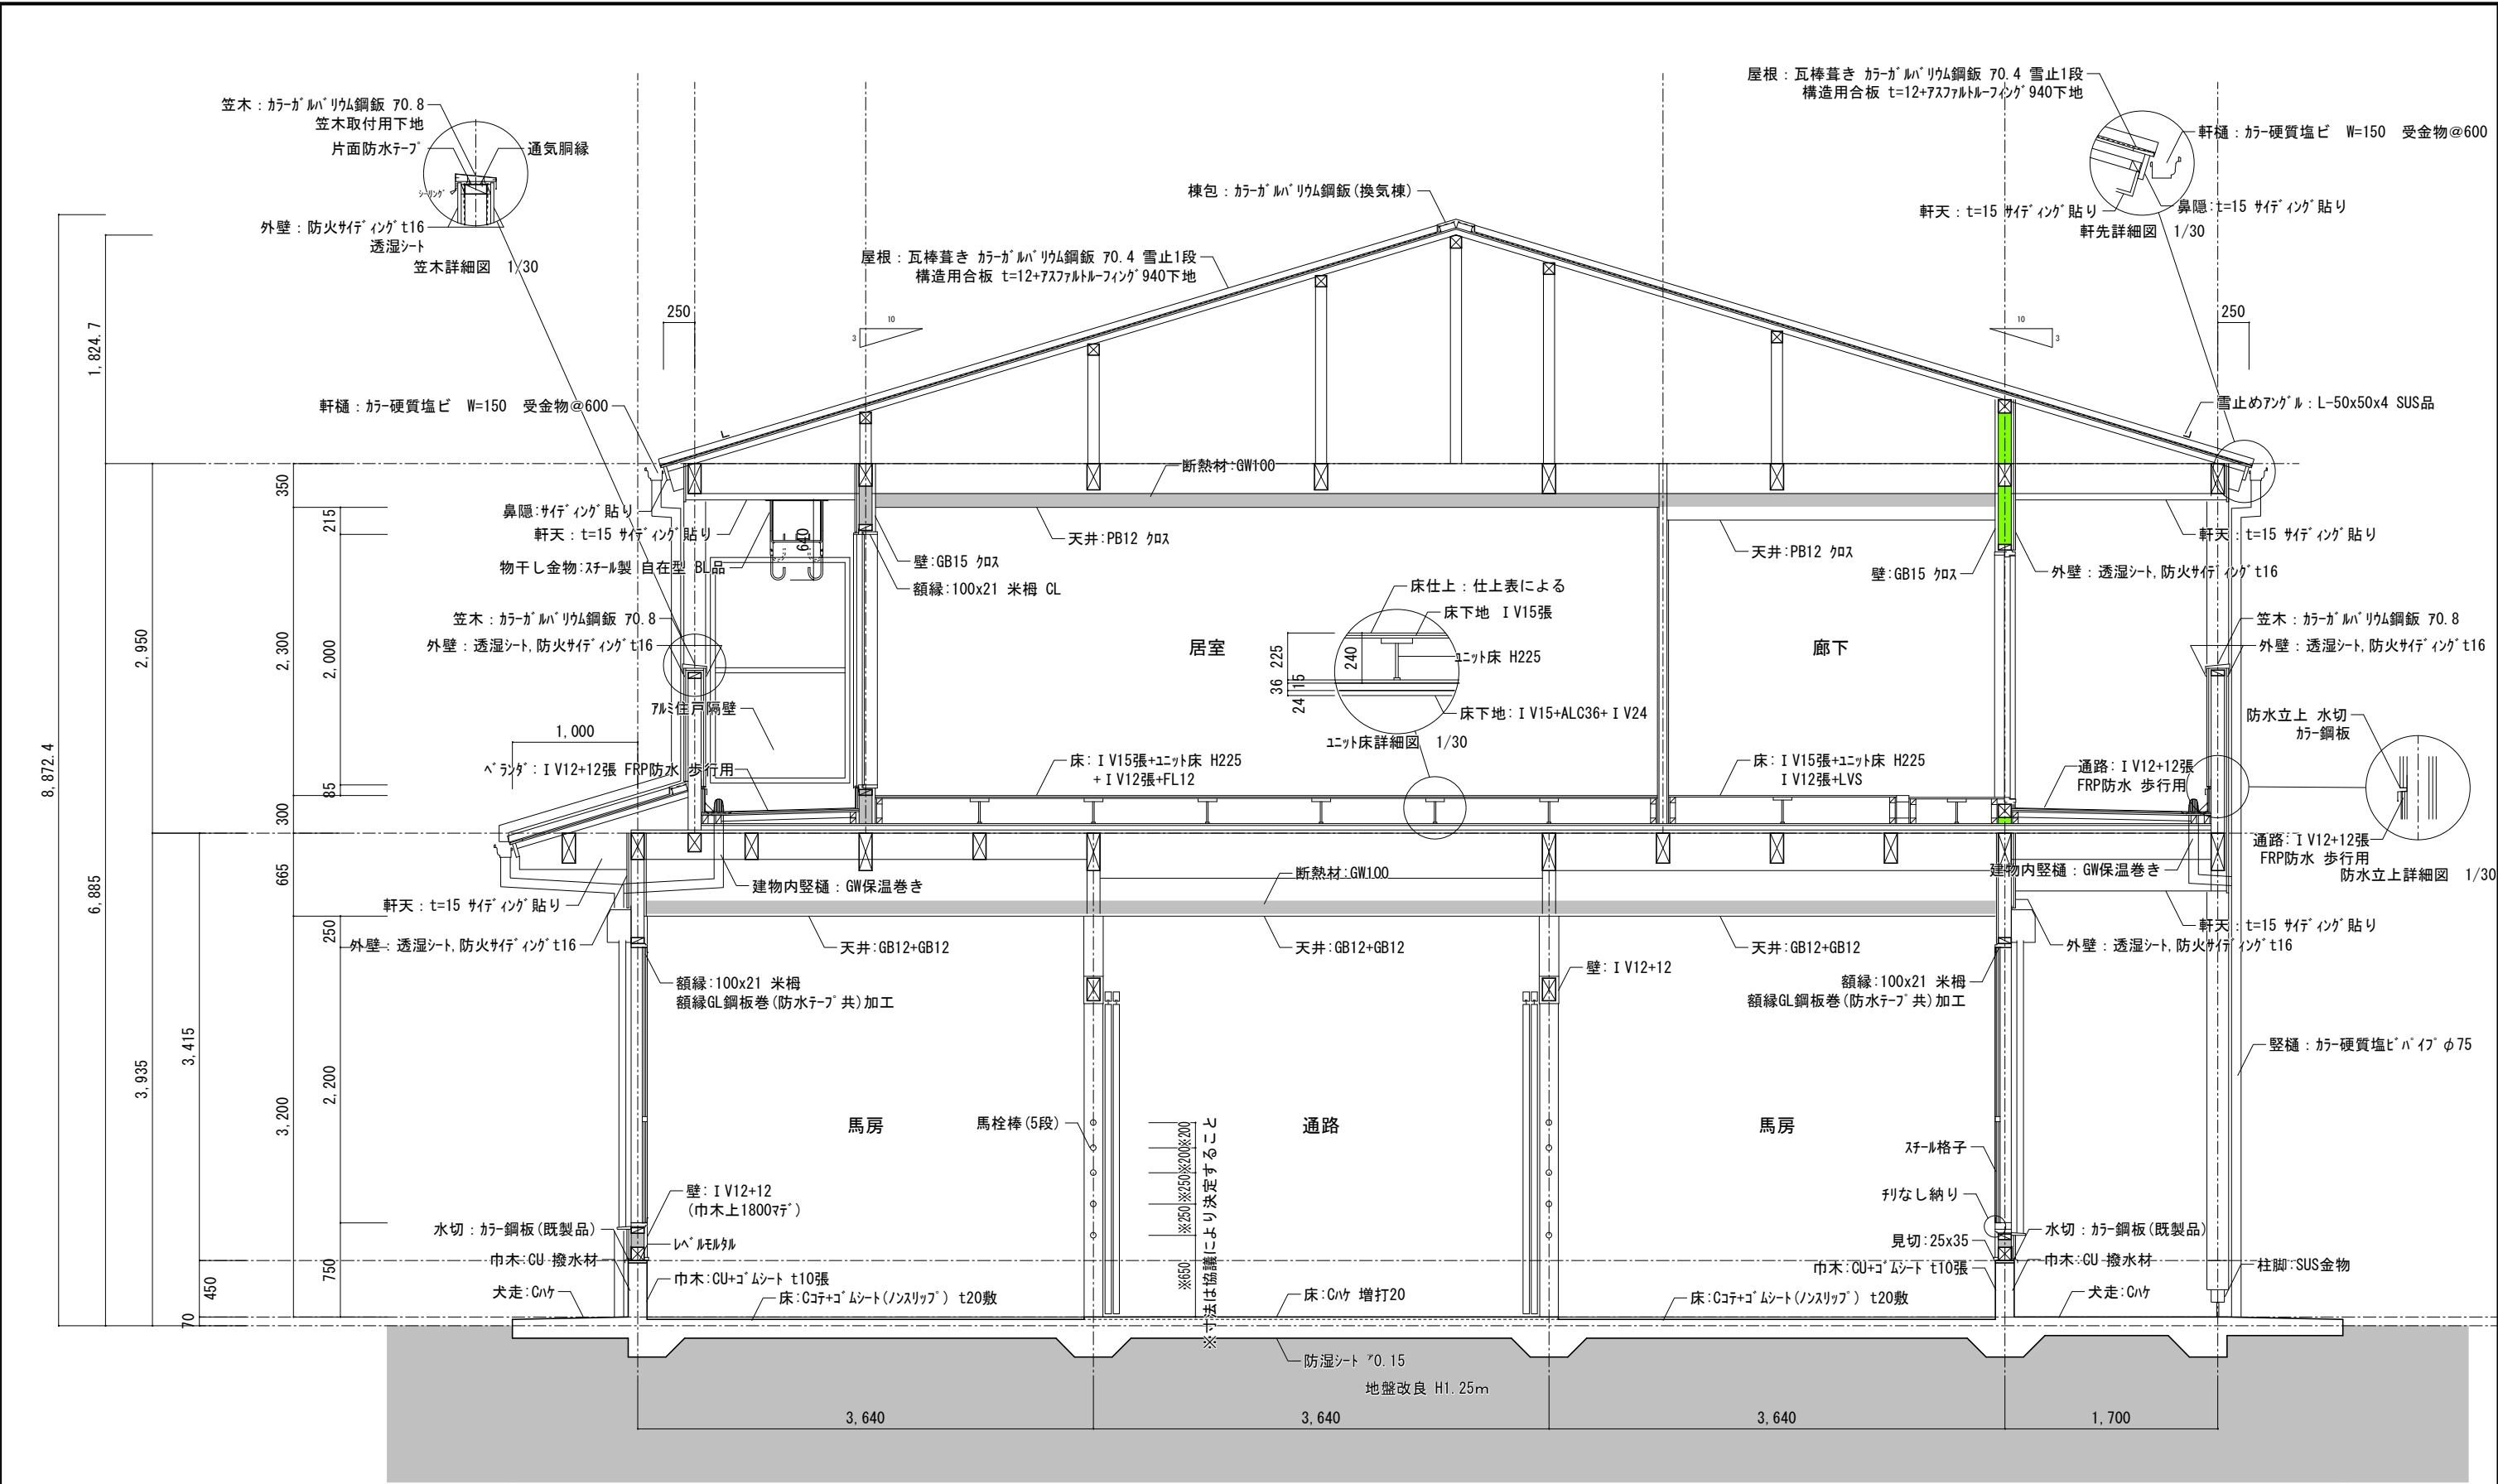 笠木：ｶﾗｰｶﾞﾙﾊﾞﾘｳﾑ鋼鈑 ｱ0.8
笠木取付用下地
片面防水ﾃｰﾌﾟ
通気胴縁
ｼｰﾘﾝｸﾞ
外壁：防火ｻｲﾃﾞｨﾝｸﾞt16
透湿ｼｰﾄ
笠木詳細図　1/30
屋根：瓦棒葺き ｶﾗｰｶﾞﾙﾊﾞﾘｳﾑ鋼鈑 ｱ0.4 雪止1段
構造用合板 t=12+ｱｽﾌｧﾙﾄﾙｰﾌｨﾝｸﾞ940下地
軒樋：ｶﾗｰ硬質塩ビ　W=150　受金物@600
軒天：t=15 ｻｲﾃﾞｨﾝｸﾞ貼り
鼻隠:t=15 ｻｲﾃﾞｨﾝｸﾞ貼り
軒先詳細図　1/30
棟包：ｶﾗｰｶﾞﾙﾊﾞﾘｳﾑ鋼鈑(換気棟)
屋根：瓦棒葺き ｶﾗｰｶﾞﾙﾊﾞﾘｳﾑ鋼鈑 ｱ0.4 雪止1段
構造用合板 t=12+ｱｽﾌｧﾙﾄﾙｰﾌｨﾝｸﾞ940下地
250
10
3
10
3
250
1,824.7
8,872.4
6,885
2,950
3,935
3,415
450
70
350
2,300
300
665
3,200
215
2,000
85
250
2,200
750
軒樋：ｶﾗｰ硬質塩ビ　W=150　受金物@600
雪止めｱﾝｸﾞﾙ：L-50x50x4 SUS品
断熱材:GW100
鼻隠:ｻｲﾃﾞｨﾝｸﾞ貼り
軒天：t=15 ｻｲﾃﾞｨﾝｸﾞ貼り
物干し金物:ｽﾁｰﾙ製 自在型 BL品
640
天井:PB12 ｸﾛｽ
壁:GB15 ｸﾛｽ
額縁:100x21 米栂 CL
天井:PB12 ｸﾛｽ
壁:GB15 ｸﾛｽ
軒天：t=15 ｻｲﾃﾞｨﾝｸﾞ貼り
外壁：透湿ｼｰﾄ,防火ｻｲﾃﾞｨﾝｸﾞt16
笠木：ｶﾗｰｶﾞﾙﾊﾞﾘｳﾑ鋼鈑 ｱ0.8
外壁：透湿ｼｰﾄ,防火ｻｲﾃﾞｨﾝｸﾞt16
居室
床仕上：仕上表による
床下地 ＩV15張
ﾕﾆｯﾄ床 H225
36 225
240
24 15
床下地:ＩV15+ALC36+ＩV24
ﾕﾆｯﾄ床詳細図　1/30
廊下
笠木：ｶﾗｰｶﾞﾙﾊﾞﾘｳﾑ鋼鈑 ｱ0.8
外壁：透湿ｼｰﾄ,防火ｻｲﾃﾞｨﾝｸﾞt16
ｱﾙﾐ住戸隔壁
1,000
ﾍﾞﾗﾝﾀﾞ：ＩV12+12張 FRP防水 歩行用
床：ＩV15張+ﾕﾆｯﾄ床 H225
+ＩV12張+FL12
床：ＩV15張+ﾕﾆｯﾄ床 H225
ＩV12張+LVS
通路：ＩV12+12張
FRP防水 歩行用
防水立上 水切
ｶﾗｰ鋼板
通路：ＩV12+12張
FRP防水 歩行用
防水立上詳細図　1/30
建物内竪樋：GW保温巻き
断熱材:GW100
建物内竪樋：GW保温巻き
軒天：t=15 ｻｲﾃﾞｨﾝｸﾞ貼り
外壁：透湿ｼｰﾄ,防火ｻｲﾃﾞｨﾝｸﾞt16
天井:GB12+GB12
天井:GB12+GB12
天井:GB12+GB12
軒天：t=15 ｻｲﾃﾞｨﾝｸﾞ貼り
外壁：透湿ｼｰﾄ,防火ｻｲﾃﾞｨﾝｸﾞt16
額縁:100x21 米栂
額縁GL鋼板巻(防水ﾃｰﾌﾟ共)加工
壁：ＩV12+12
額縁:100x21 米栂
額縁GL鋼板巻(防水ﾃｰﾌﾟ共)加工
竪樋：ｶﾗｰ硬質塩ﾋﾞﾊﾟｲﾌﾟφ75
馬房
馬栓棒(5段)
通路
馬房
※650 ※250 ※250 ※200 ※200
※寸法は協議により決定すること
ｽﾁｰﾙ格子
ﾁﾘなし納り
壁：ＩV12+12
(巾木上1800ﾏﾃﾞ)
水切：ｶﾗｰ鋼板(既製品)
ﾚﾍﾞﾙﾓﾙﾀﾙ
巾木:CU 撥水材
巾木:CU+ｺﾞﾑｼｰﾄ t10張
犬走:Cﾊｹ
床:Cｺﾃ+ｺﾞﾑｼｰﾄ(ﾉﾝｽﾘｯﾌﾟ) t20敷
床:Cﾊｹ 増打20
水切：ｶﾗｰ鋼板(既製品)
見切:25x35
巾木:CU 撥水材
巾木:CU+ｺﾞﾑｼｰﾄ t10張
柱脚:SUS金物
犬走:Cﾊｹ
床:Cｺﾃ+ｺﾞﾑｼｰﾄ(ﾉﾝｽﾘｯﾌﾟ) t20敷
防湿ｼｰﾄ ｱ0.15
地盤改良 H1.25m
3,640
3,640
3,640
1,700